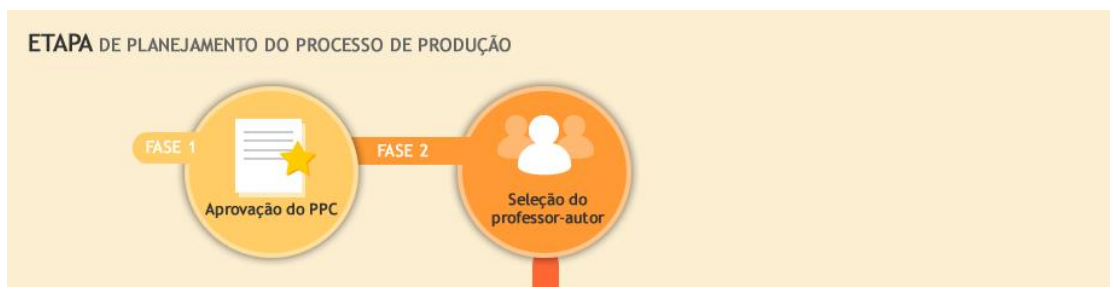 ETAPA DE PLANEJAMENTO DO PROCESSO DE PRODUÇÃO
FASE 1
Aprovação do PPC
FASE 2
Seleção do
professor-autor